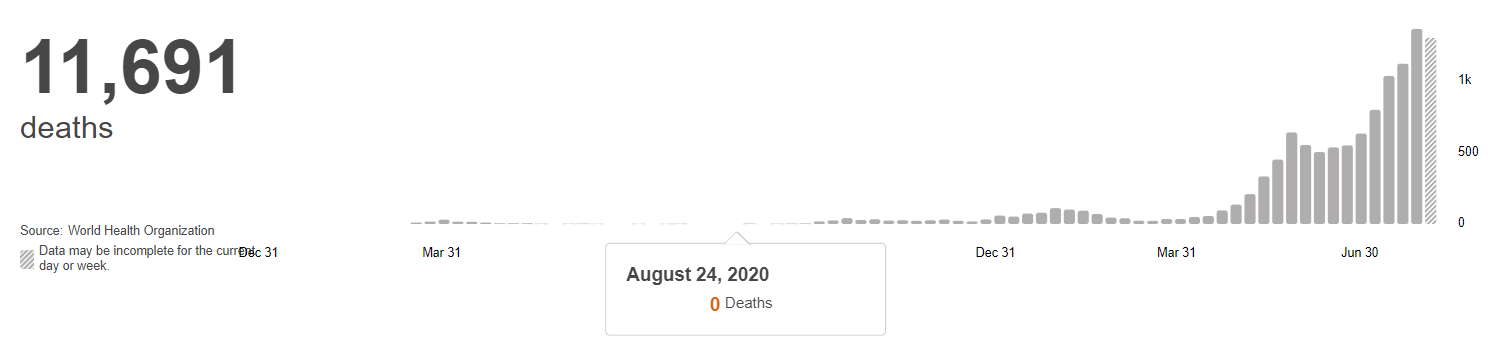 11,691
deaths
Source: World Health Organization
Data may be incomplete for the current
day or week.
1k
500
0
Dec 31
Mar 31
Dec 31
Mar 31
Jun 30
August 24, 2020
0 Deaths